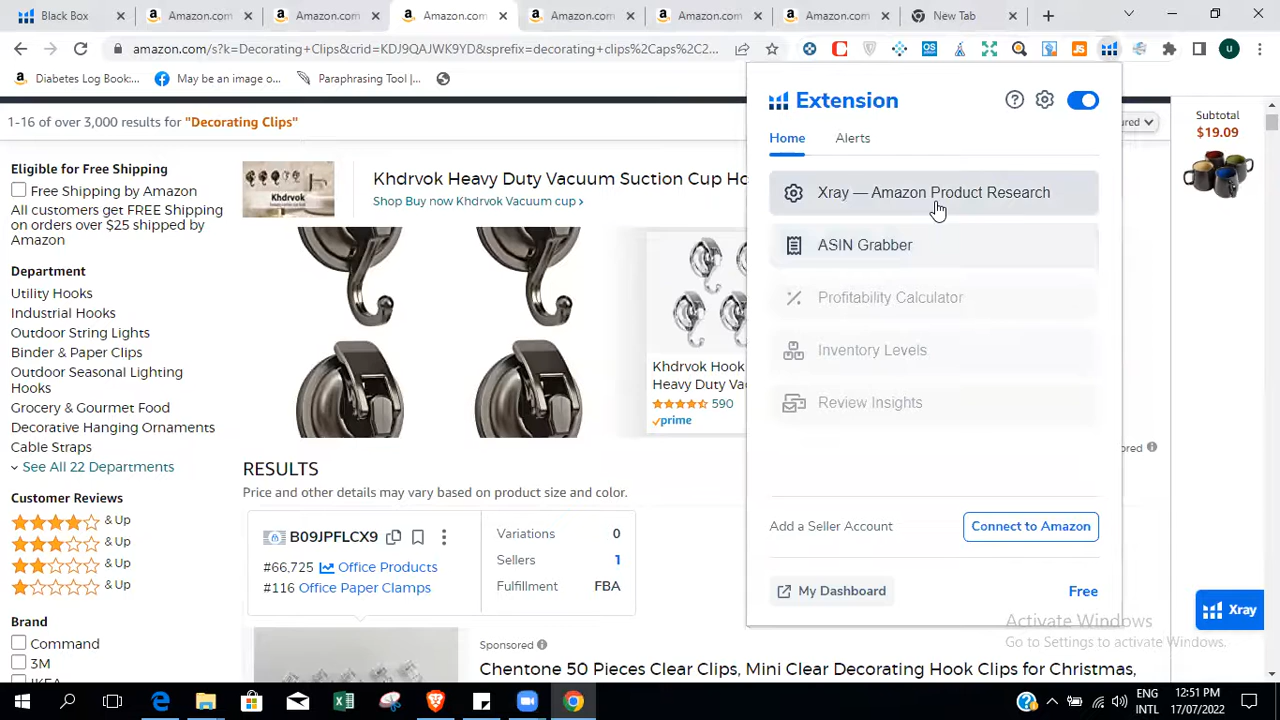 Black Box
Amazon.com
Amazon.com
Amazon.com
Amazon.com
Amazon.com
Amazon.com
New Tab
amazon.com/s?k=Decorating+Clips&crid=KDJ9QAJWK9YD&sprefix=decorating+clips%2Caps%2C2...
Diabetes Log Book:...
May be an image o...
Paraphrasing Tool |...
1-16 of over 3,000 results for "Decorating Clips"
Eligible for Free Shipping
Free Shipping by Amazon
All customers get FREE Shipping
on orders over $25 shipped by
Amazon
Department
Utility Hooks
Industrial Hooks
Outdoor String Lights
Binder & Paper Clips
Outdoor Seasonal Lighting
Hooks
Grocery & Gourmet Food
Decorative Hanging Ornaments
Cable Straps
See All 22 Departments
Customer Reviews
& Up
& Up
& Up
& Up
Brand
Command
3M
IKEA
Khdrvok
Khdrvok Heavy Duty Vacuum Suction Cup Ho
Shop Buy now Khdrvok Vacuum cup ›
Khdrvok Hook
Heavy Duty Vac
590
prime
RESULTS
Price and other details may vary based on product size and color.
B09JPFLCX9
#66,725 Office Products
#116 Office Paper Clamps
Variations 0
Sellers 1
Fulfillment FBA
Sponsored
Chentone 50 Pieces Clear Clips, Mini Clear Decorating Hook Clips for Christmas,
Extension
Home
Alerts
Xray — Amazon Product Research
ASIN Grabber
Profitability Calculator
Inventory Levels
Review Insights
Add a Seller Account
Connect to Amazon
My Dashboard
Free
ured
ored
Subtotal
$19.09
Xray
Activate Windows
Go to Settings to activate Windows.
ENG
INTL
12:51 PM
17/07/2022